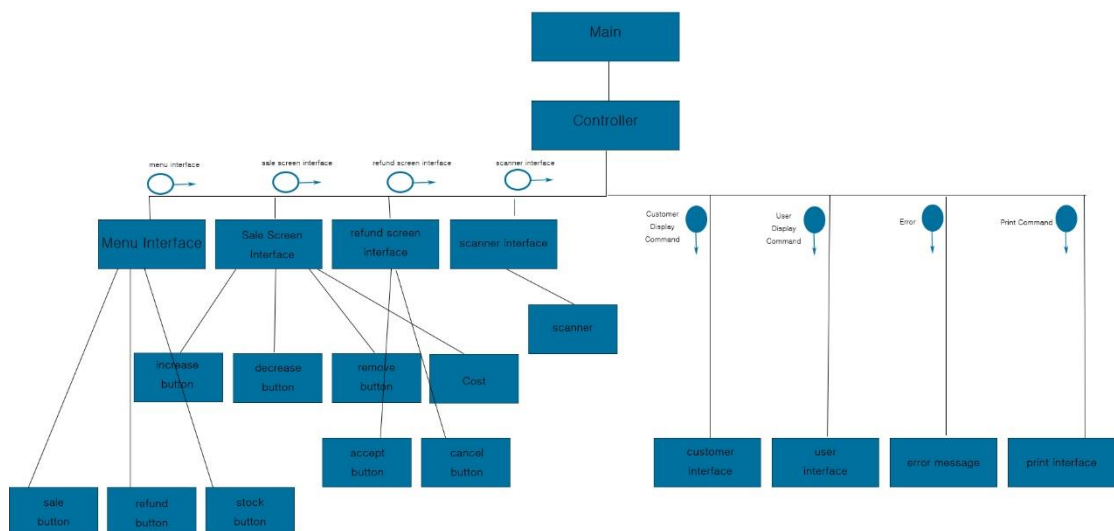 Main
Controller
menu interface
sale screen interface
refund screen interface
scanner interface
Menu Interface
Sale Screen
Interface
refund screen
interface
scanner interface
Customer
Display
Command
User
Display
Command
Error
Print Command
scanner
increase
button
decrease
button
remove
button
Cost
accept
button
cancel
button
customer
interface
user
interface
error message
print interface
sale
button
refund
button
stock
button